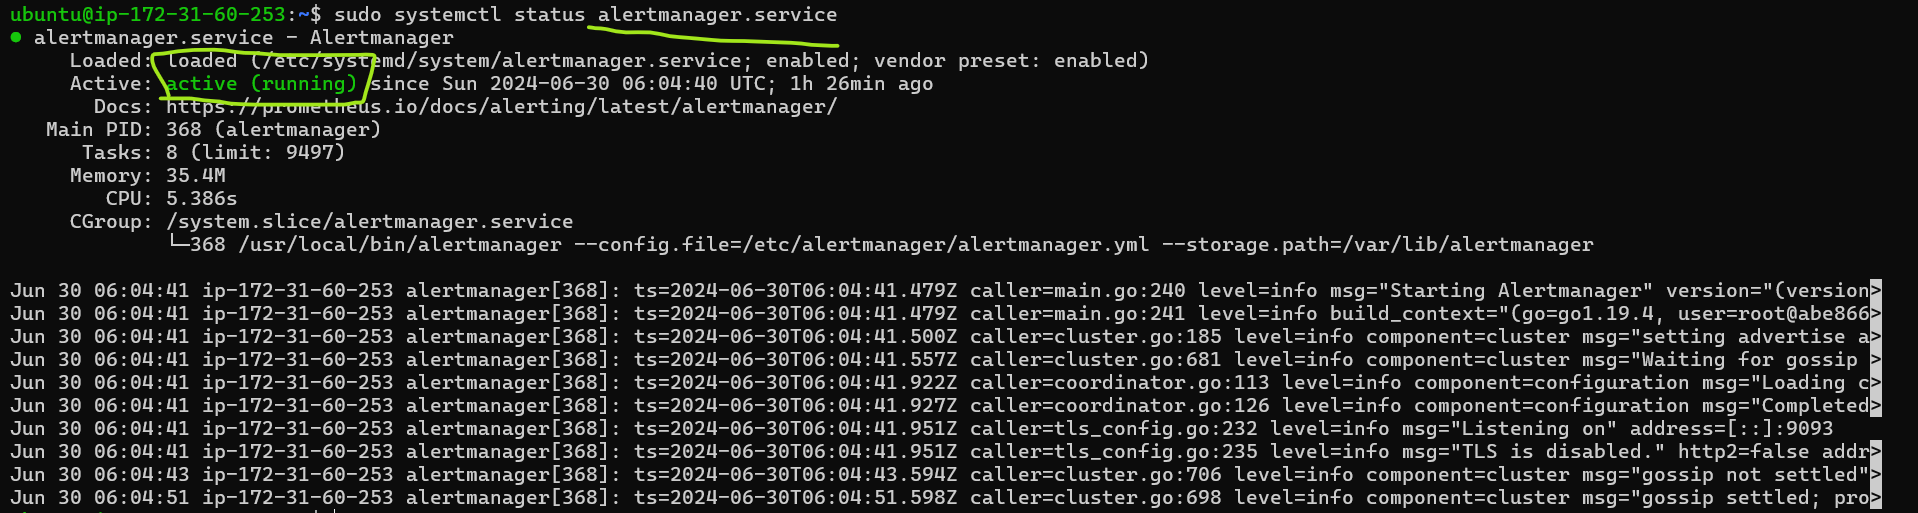 ubuntu@ip-172-31-60-253:~$ sudo systemctl status alertmanager.service
● alertmanager.service - Alertmanager
Loaded: loaded (/etc/systemd/system/alertmanager.service; enabled; vendor preset: enabled)
Active: active (running) since Sun 2024-06-30 06:04:40 UTC; 1h 26min ago
Docs: https://prometheus.io/docs/alerting/latest/alertmanager/
Main PID: 368 (alertmanager)
Tasks: 8 (limit: 9497)
Memory: 35.4M
CPU: 5.386s
CGroup: /system.slice/alertmanager.service
└─368 /usr/local/bin/alertmanager --config.file=/etc/alertmanager/alertmanager.yml --storage.path=/var/lib/alertmanager
Jun 30 06:04:41 ip-172-31-60-253 alertmanager[368]: ts=2024-06-30T06:04:41.479Z caller=main.go:240 level=info msg="Starting Alertmanager" version="(version>
Jun 30 06:04:41 ip-172-31-60-253 alertmanager[368]: ts=2024-06-30T06:04:41.479Z caller=main.go:241 level=info build_context="(go=go1.19.4, user=root@abe866>
Jun 30 06:04:41 ip-172-31-60-253 alertmanager[368]: ts=2024-06-30T06:04:41.500Z caller=cluster.go:185 level=info component=cluster msg="setting advertise a>
Jun 30 06:04:41 ip-172-31-60-253 alertmanager[368]: ts=2024-06-30T06:04:41.557Z caller=cluster.go:681 level=info component=cluster msg="Waiting for gossip >
Jun 30 06:04:41 ip-172-31-60-253 alertmanager[368]: ts=2024-06-30T06:04:41.922Z caller=coordinator.go:113 level=info component=configuration msg="Loading c>
Jun 30 06:04:41 ip-172-31-60-253 alertmanager[368]: ts=2024-06-30T06:04:41.927Z caller=coordinator.go:126 level=info component=configuration msg="Completed>
Jun 30 06:04:41 ip-172-31-60-253 alertmanager[368]: ts=2024-06-30T06:04:41.951Z caller=tls_config.go:232 level=info msg="Listening on" address=[::]:9093
Jun 30 06:04:41 ip-172-31-60-253 alertmanager[368]: ts=2024-06-30T06:04:41.951Z caller=tls_config.go:235 level=info msg="TLS is disabled." http2=false addr>
Jun 30 06:04:43 ip-172-31-60-253 alertmanager[368]: ts=2024-06-30T06:04:43.594Z caller=cluster.go:706 level=info component=cluster msg="gossip not settled">
Jun 30 06:04:51 ip-172-31-60-253 alertmanager[368]: ts=2024-06-30T06:04:51.598Z caller=cluster.go:698 level=info component=cluster msg="gossip settled; pro>